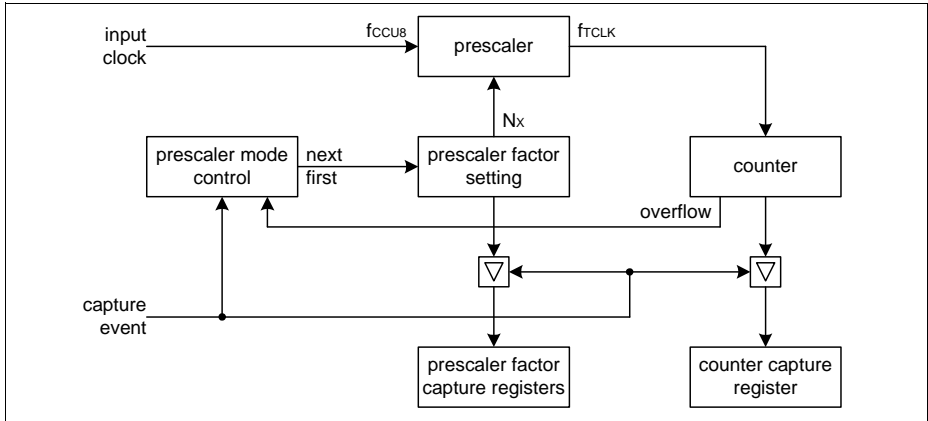 input
clock
fCCU8
prescaler
fTCLK
NX
prescaler mode
control
next
first
prescaler factor
setting
counter
overflow
capture
event
prescaler factor
capture registers
counter capture
register